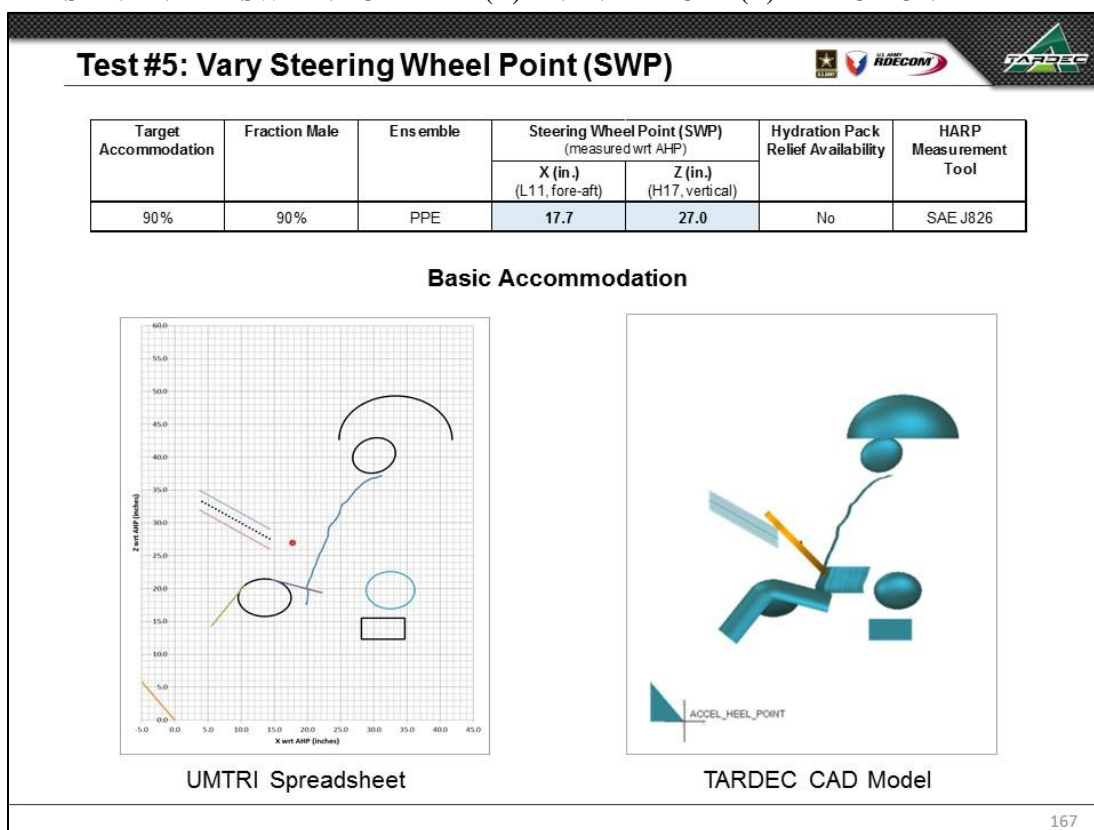 Test #5: Vary Steering Wheel Point (SWP)
U.S. ARMY
U.S. ARMY
RDECOM
TARDEC
Target Accommodation
Fraction Male
Ensemble
Steering Wheel Point (SWP)
(measured wrt AHP)
Hydration Pack Relief Availability
HARP Measurement Tool
X (in.)
(L11, fore-aft)
Z (in.)
(H17, vertical)
90%
90%
PPE
17.7
27.0
No
SAE J826
Basic Accommodation
60.0
55.0
50.0
45.0
40.0
35.0
30.0
25.0
20.0
15.0
10.0
5.0
0.0
Z wrt AHP (inches)
-5.0 0.0 5.0 10.0 15.0 20.0 25.0 30.0 35.0 40.0 45.0
X wrt AHP (inches)
ACCEL_HEEL_POINT
UMTRI Spreadsheet
TARDEC CAD Model
167